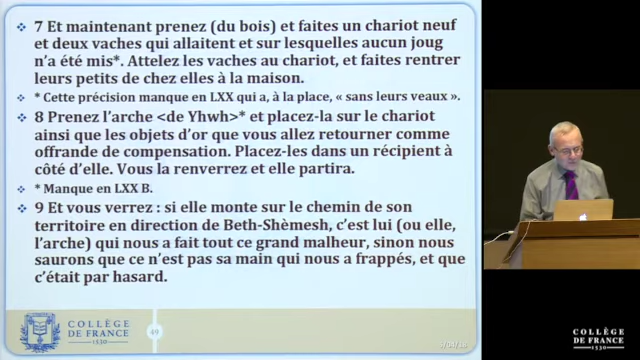 7 Et maintenant prenez (du bois) et faites un chariot neuf
et deux vaches qui allaitent et sur lesquelles aucun joug
n'a été mis*. Attelez les vaches au chariot, et faites rentrer
leurs petits de chez elles à la maison.
* Cette précision manque en LXX qui a, à la place, « sans leurs veaux ».
8 Prenez l'arche <de Yhwh>* et placez-la sur le chariot
ainsi que les objets d'or que vous allez retourner comme
offrande de compensation. Placez-les dans un récipient à
côté d'elle. Vous la renverrez et elle partira.
* Manque en LXX B.
9 Et vous verrez : si elle monte sur le chemin de son
territoire en direction de Beth-Shèmesh, c'est lui (ou elle,
l'arche) qui nous a fait tout ce grand malheur, sinon nous
saurons que ce n'est pas sa main qui nous a frappés, et que
c'était par hasard.
COLLÈGE
DE FRANCE
1530
49
COLLÈGE
DE FRANCE
1530